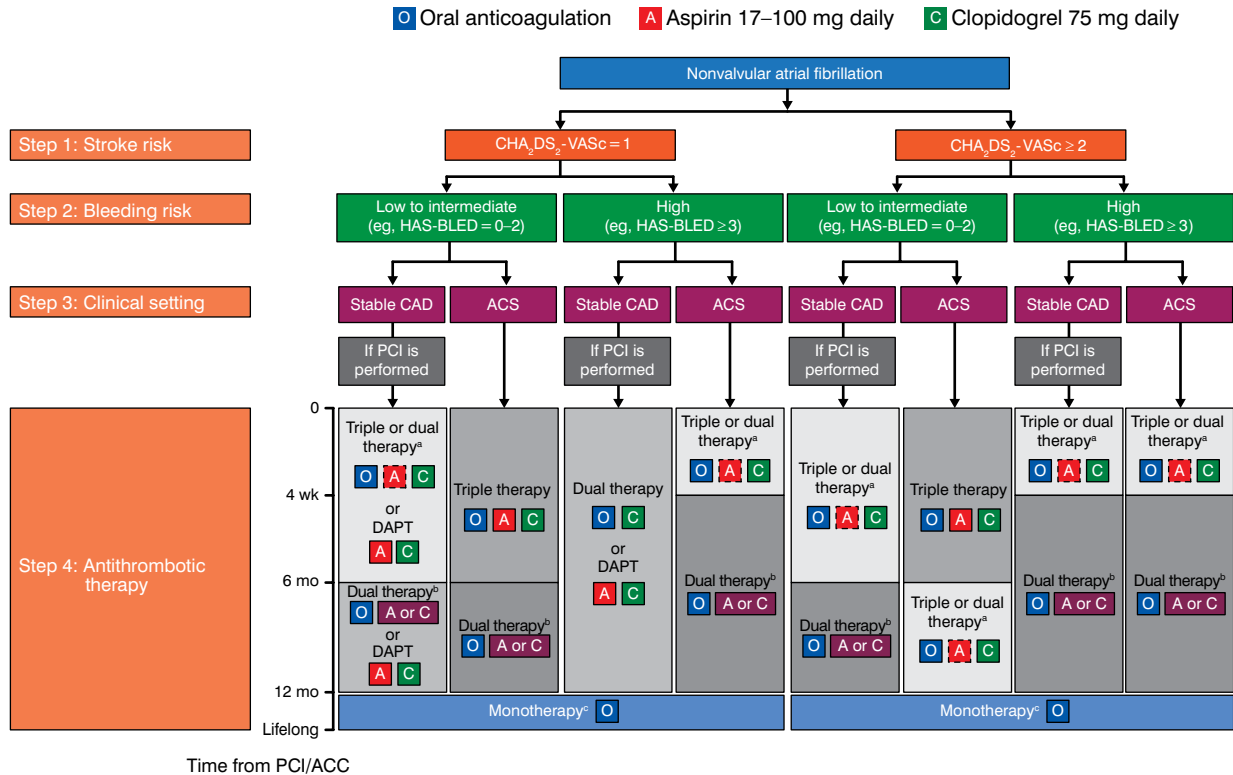 O Oral anticoagulation A Aspirin 17–100 mg daily C Clopidogrel 75 mg daily
Nonvalvular atrial fibrillation
Step 1: Stroke risk
CHA₂DS₂-VASc = 1
CHA₂DS₂-VASc ≥ 2
Step 2: Bleeding risk
Low to intermediate
(eg, HAS-BLED = 0–2)
High
(eg, HAS-BLED ≥ 3)
Low to intermediate
(eg, HAS-BLED = 0–2)
High
(eg, HAS-BLED ≥ 3)
Step 3: Clinical setting
Stable CAD
ACS
Stable CAD
ACS
Stable CAD
ACS
Stable CAD
ACS
If PCI is
performed
If PCI is
performed
If PCI is
performed
If PCI is
performed
Step 4: Antithrombotic
therapy
0
4 wk
6 mo
12 mo
Lifelong
Triple or dual
therapyᵃ
O A C
or
DAPT
A C
Dual therapyᵇ
O A or C
or
DAPT
A C
Triple therapy
O A C
Dual therapyᵇ
O A or C
Dual therapy
O C
or
DAPT
A C
Triple or dual
therapyᵃ
O A C
Dual therapyᵇ
O A or C
Triple or dual
therapyᵃ
O A C
Dual therapyᵇ
O A or C
Triple therapy
O A C
Triple or dual
therapyᵃ
O A C
Triple or dual
therapyᵃ
O A C
Dual therapyᵇ
O A or C
Triple or dual
therapyᵃ
O A C
Dual therapyᵇ
O A or C
Monotherapyᶜ O
Monotherapyᶜ O
Time from PCI/ACC